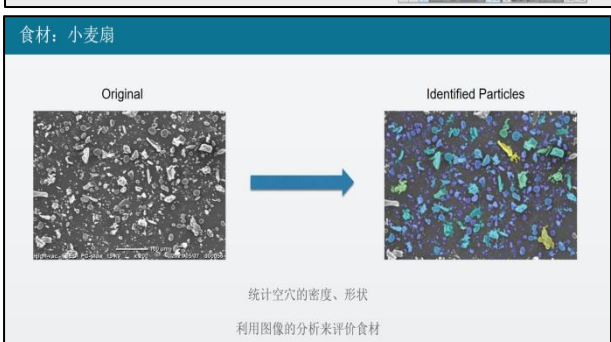 食材：小麦扇
Original
Identified Particles
统计空穴的密度、形状
利用图像的分析来评价食材